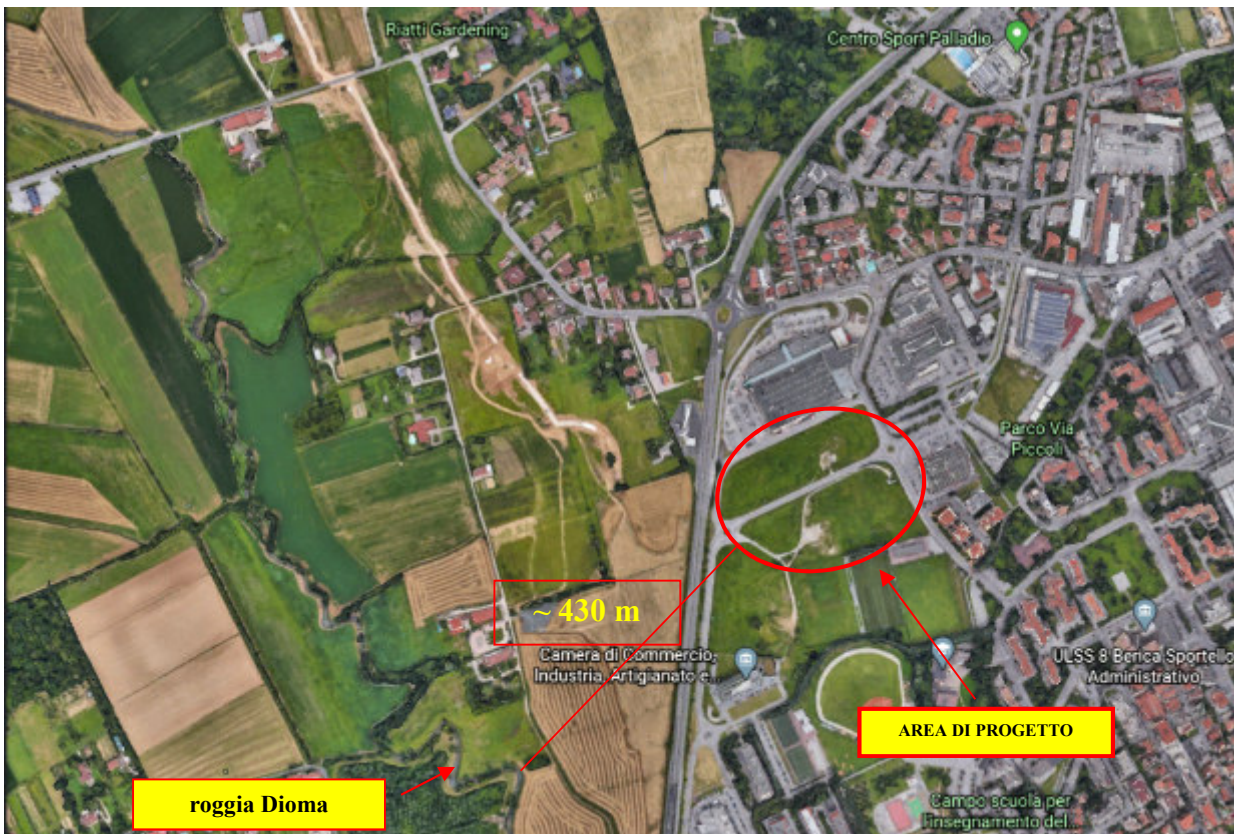 Riatti Gardening
Centro Sport Palladio
Parco Via
Piccoli
~ 430 m
Camera di Commercio,
Industria, Artigianato e...
ULSS 8 Berica Sportello
Administrativo
AREA DI PROGETTO
roggia Dioma
Campo scuola per
l'insegnamento del...